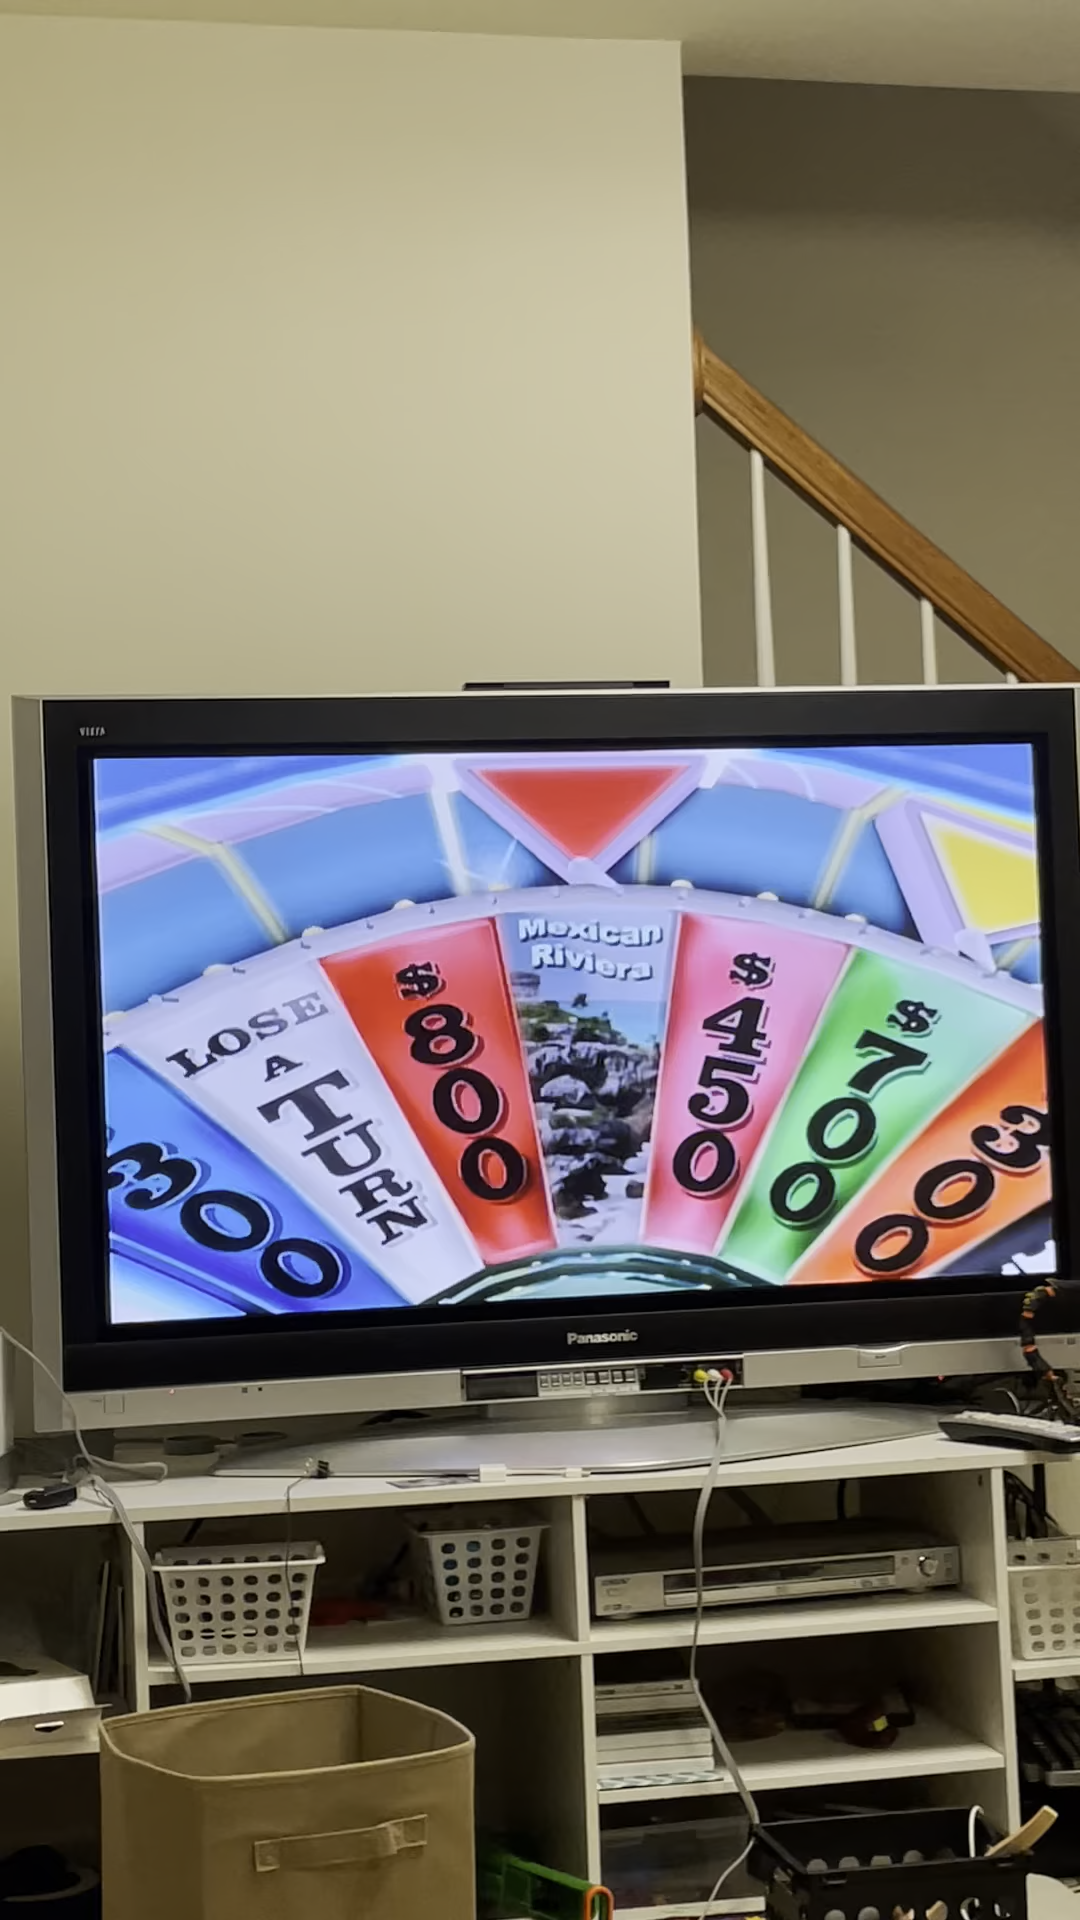 VIERA
Mexican
Riviera
LOSE
A
TURN
$800
$450
$700
300
300
Panasonic